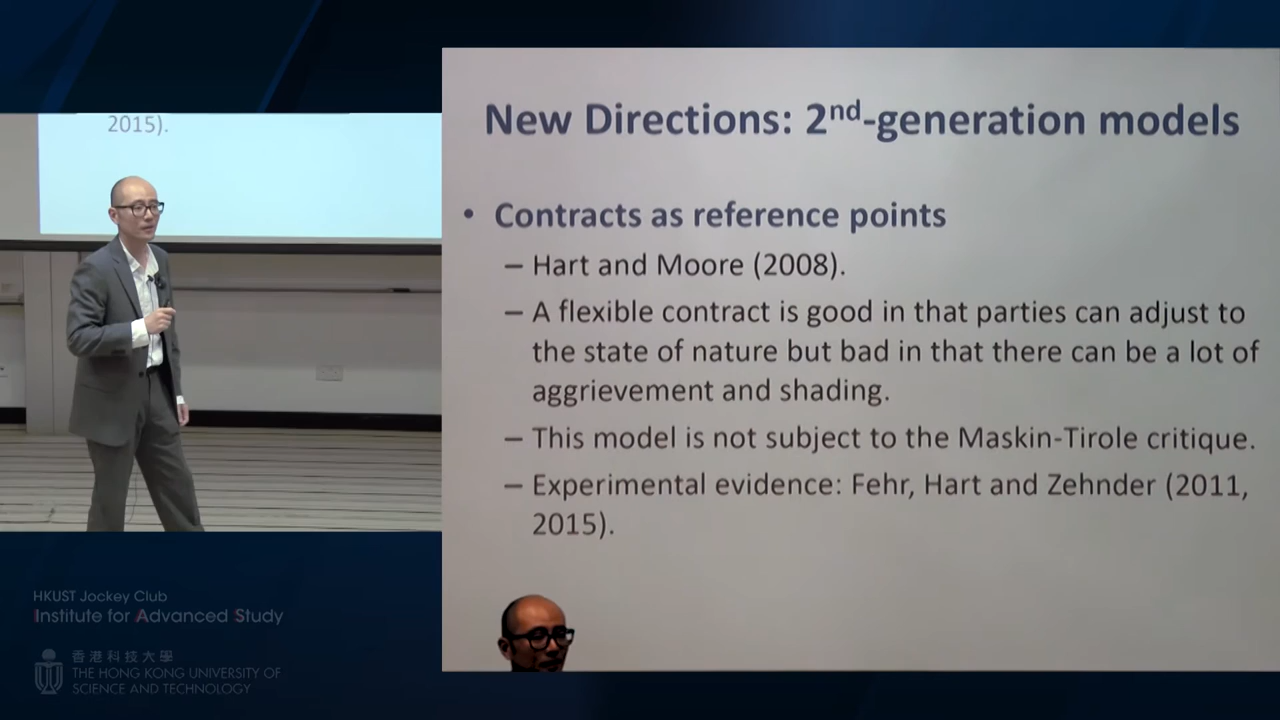 2015).
New Directions: 2nd-generation models
• Contracts as reference points
– Hart and Moore (2008).
– A flexible contract is good in that parties can adjust to
the state of nature but bad in that there can be a lot of
aggrievement and shading.
– This model is not subject to the Maskin-Tirole critique.
– Experimental evidence: Fehr, Hart and Zehnder (2011,
2015).
HKUST Jockey Club
Institute for Advanced Study
香港科技大學
THE HONG KONG UNIVERSITY OF
SCIENCE AND TECHNOLOGY